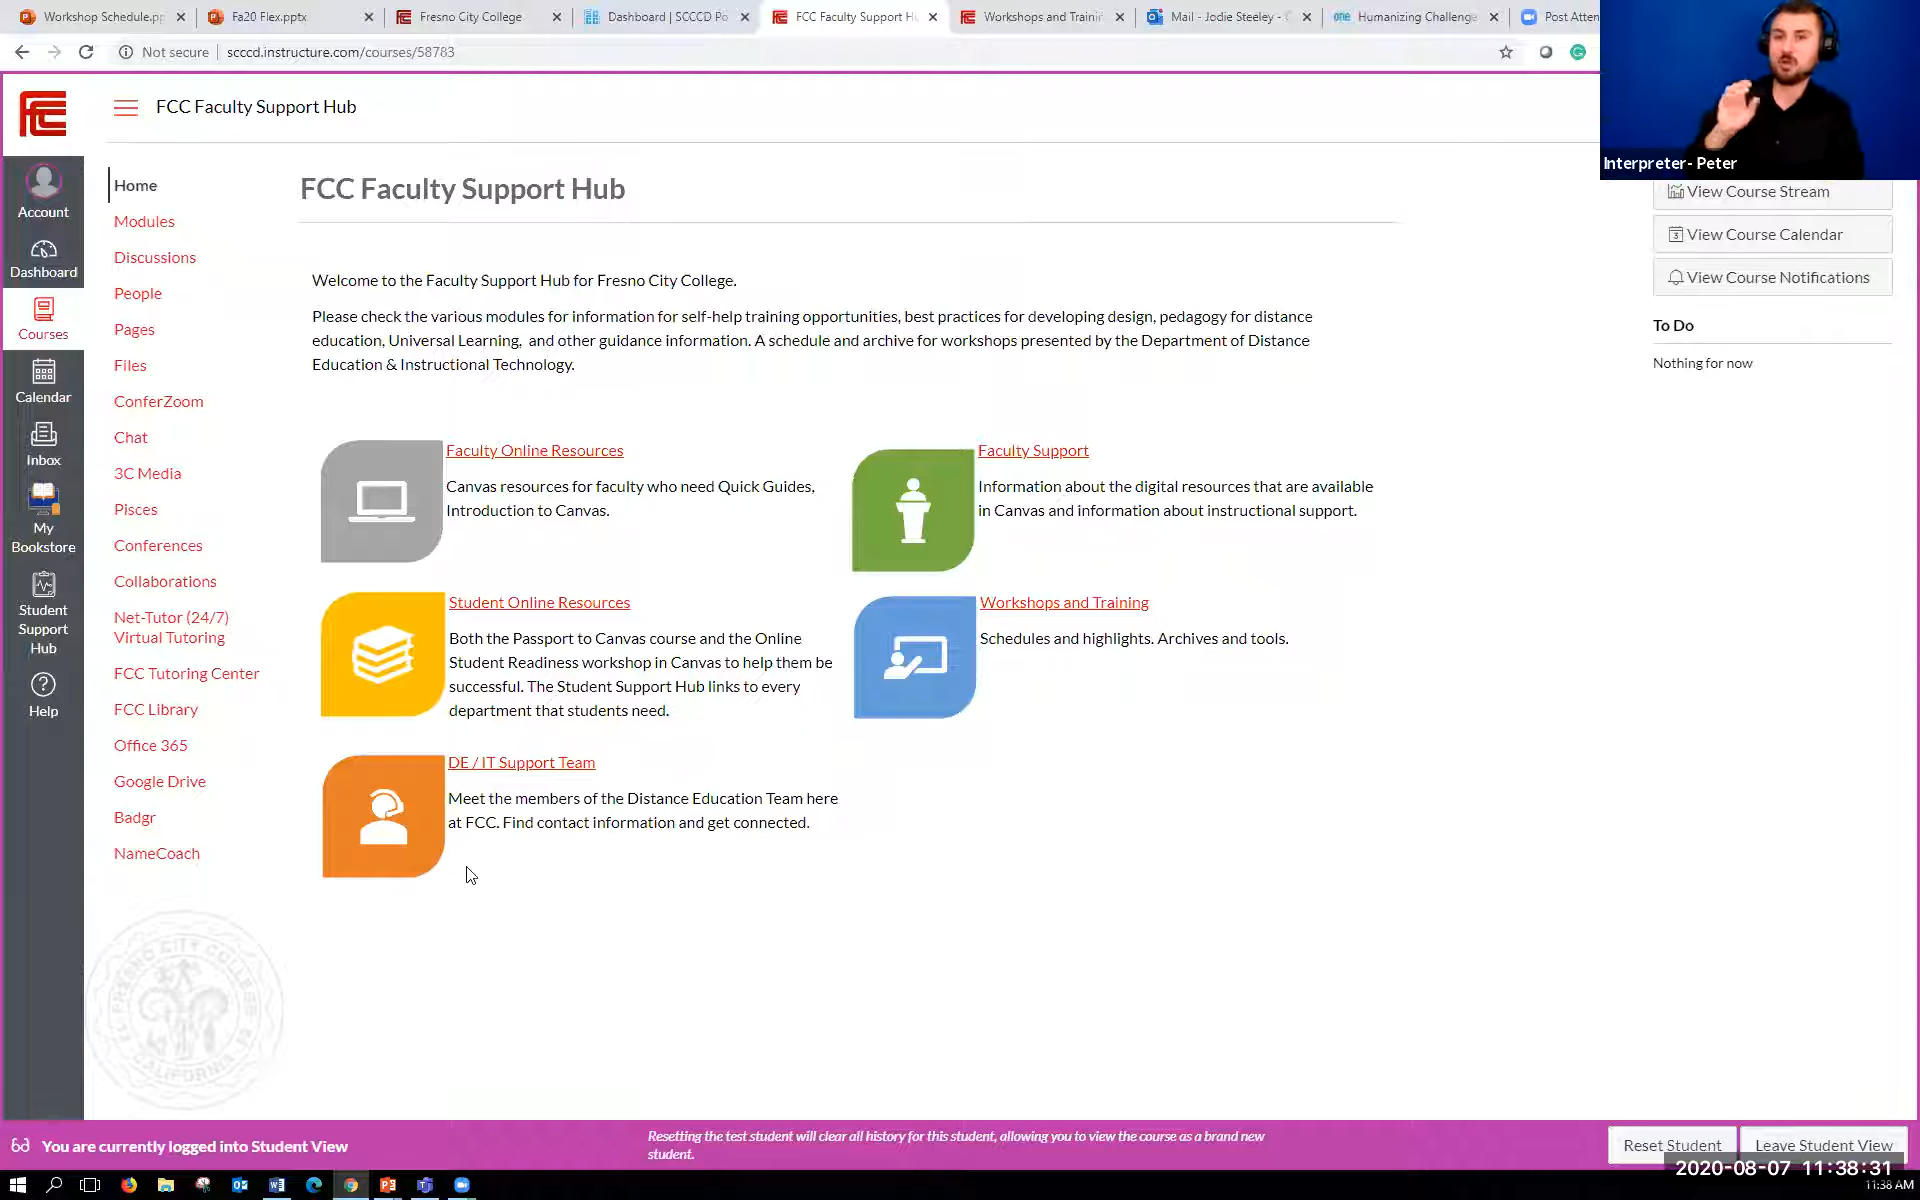 Workshop Schedule.pp
Fa20 Flex.pptx
Fresno City College
Dashboard | SCCCD Po
FCC Faculty Support Hu
Workshops and Trainin
Mail - Jodie Steeley -
Humanizing Challenge
Post Atten
Not secure | scccd.instructure.com/courses/58783
Interpreter- Peter
FCC Faculty Support Hub
Account
Dashboard
Courses
Calendar
Inbox
My
Bookstore
Student
Support
Hub
Help
Home
Modules
Discussions
People
Pages
Files
ConferZoom
Chat
3C Media
Pisces
Conferences
Collaborations
Net-Tutor (24/7)
Virtual Tutoring
FCC Tutoring Center
FCC Library
Office 365
Google Drive
Badgr
NameCoach
FCC Faculty Support Hub
Welcome to the Faculty Support Hub for Fresno City College.
Please check the various modules for information for self-help training opportunities, best practices for developing design, pedagogy for distance
education, Universal Learning, and other guidance information. A schedule and archive for workshops presented by the Department of Distance
Education & Instructional Technology.
Faculty Online Resources
Canvas resources for faculty who need Quick Guides,
Introduction to Canvas.
Faculty Support
Information about the digital resources that are available
in Canvas and information about instructional support.
Student Online Resources
Both the Passport to Canvas course and the Online
Student Readiness workshop in Canvas to help them be
successful. The Student Support Hub links to every
department that students need.
Workshops and Training
Schedules and highlights. Archives and tools.
DE / IT Support Team
Meet the members of the Distance Education Team here
at FCC. Find contact information and get connected.
View Course Stream
View Course Calendar
View Course Notifications
To Do
Nothing for now
You are currently logged into Student View
Resetting the test student will clear all history for this student, allowing you to view the course as a brand new
student.
Reset Student
Leave Student View
2020-08-07 11:38:31
11:38 AM